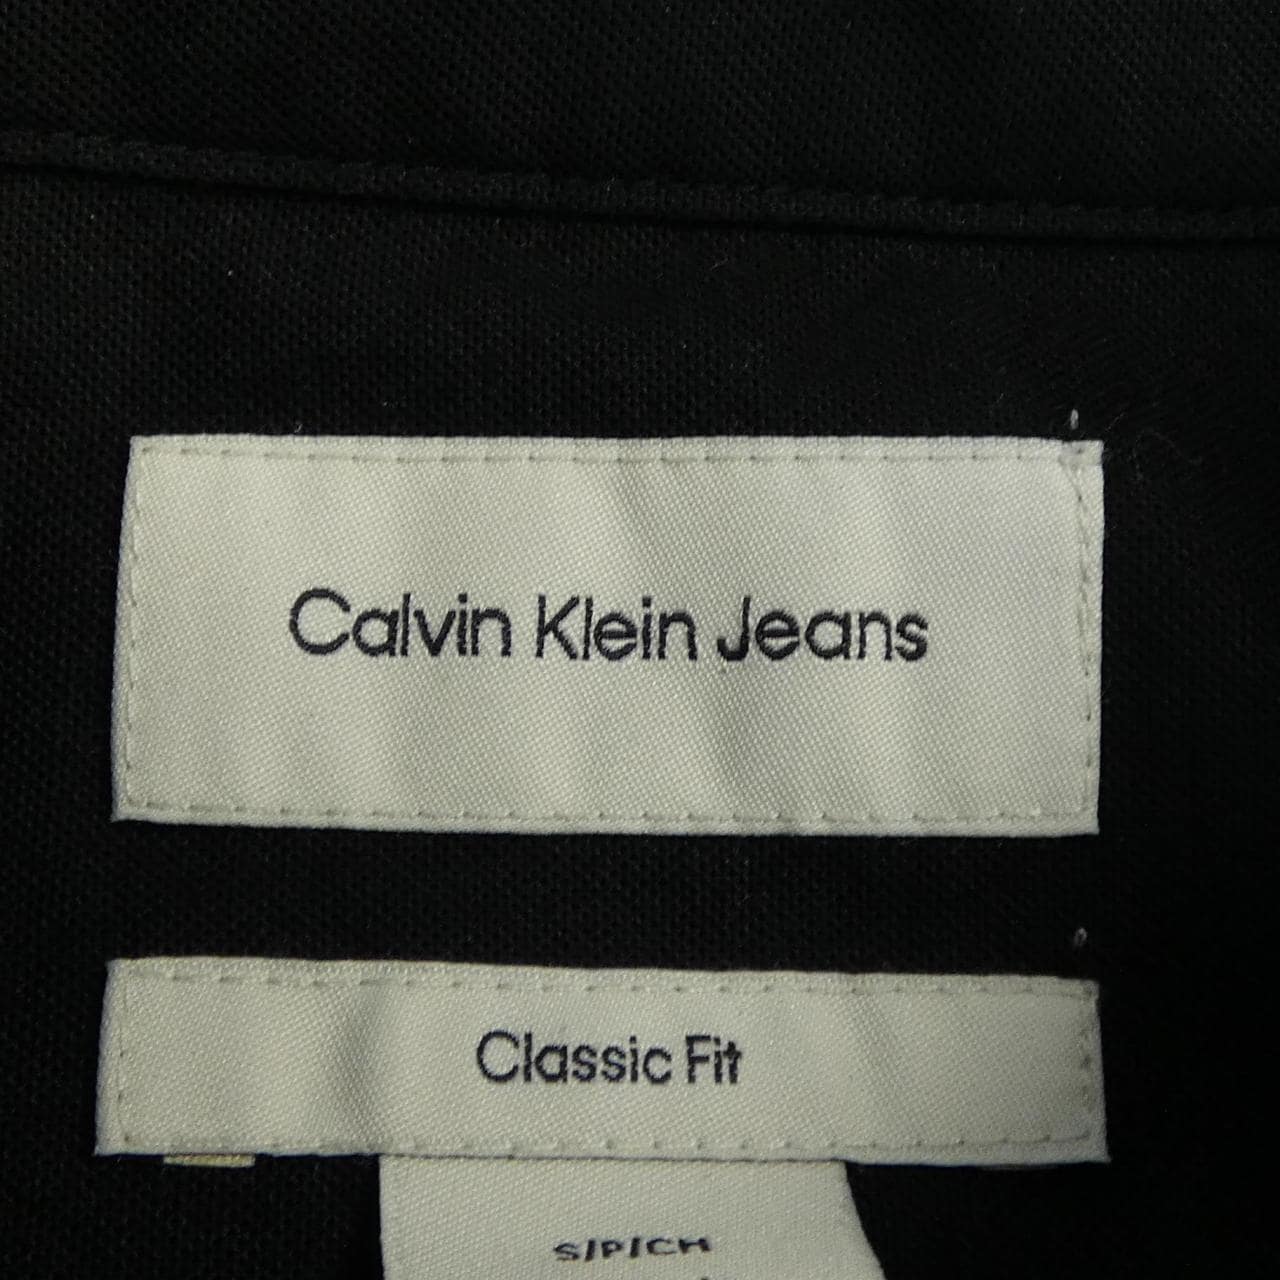 Calvin Klein Jeans
Classic Fit
S/P/CH